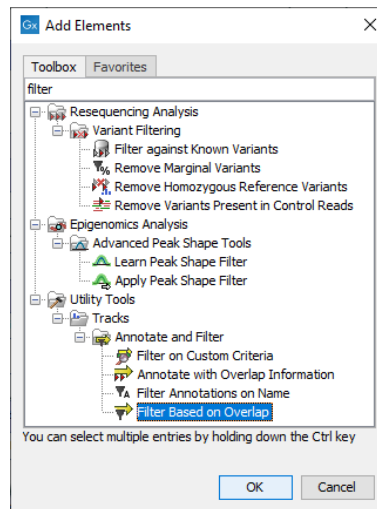 Gx Add Elements
Toolbox Favorites
filter
Resequencing Analysis
Variant Filtering
Filter against Known Variants
Remove Marginal Variants
Remove Homozygous Reference Variants
Remove Variants Present in Control Reads
Epigenomics Analysis
Advanced Peak Shape Tools
Learn Peak Shape Filter
Apply Peak Shape Filter
Utility Tools
Tracks
Annotate and Filter
Filter on Custom Criteria
Annotate with Overlap Information
Filter Annotations on Name
Filter Based on Overlap
You can select multiple entries by holding down the Ctrl key
OK Cancel